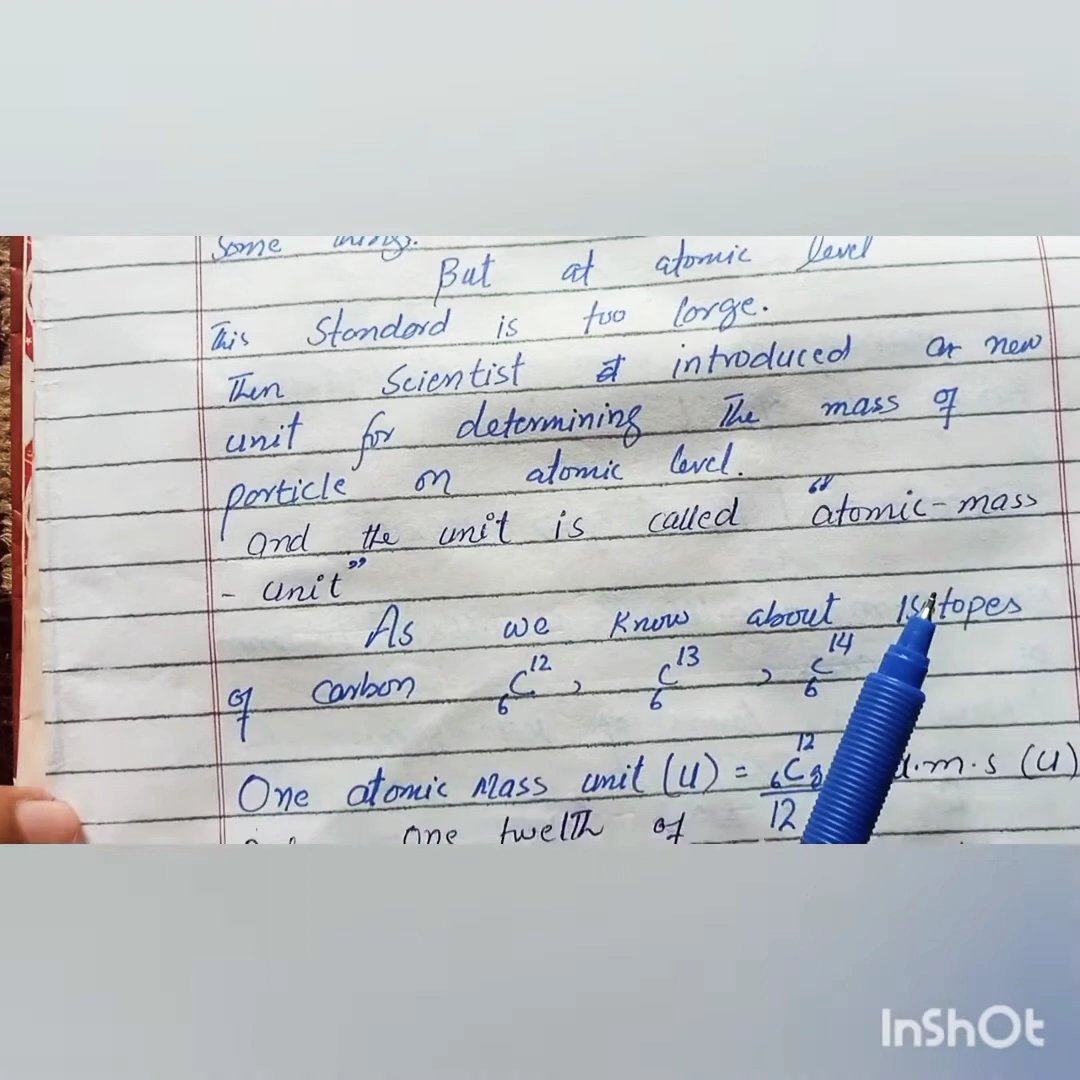 Some things.
But at atomic level
This Standard is too large.
Then Scientist introduced a new
unit for determining The mass of
particle on atomic level.
and the unit is called "atomic-mass
- unit"
As we know about Isotopes
of carbon ₆C¹², ₆C¹³, ₆C¹⁴
One atomic Mass unit (u) = ₆C¹² .m.s (u)
12
one twelth of
InShOt